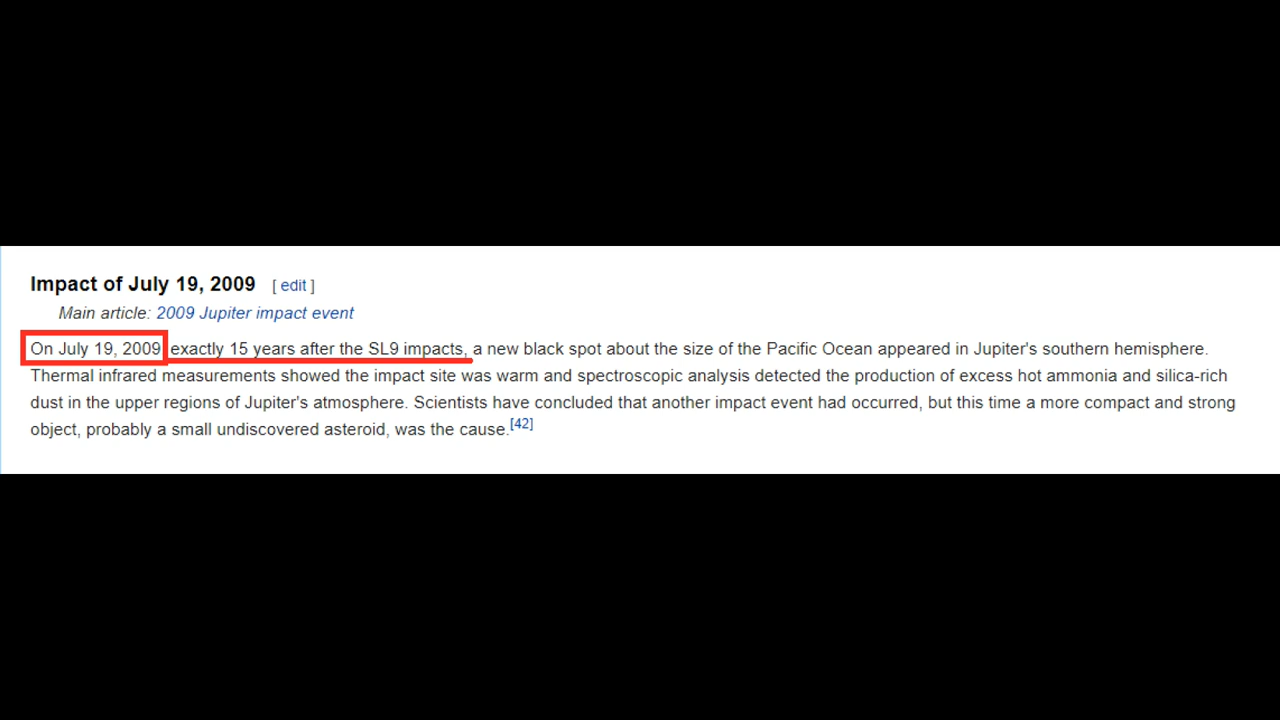 Impact of July 19, 2009 [ edit ]
Main article: 2009 Jupiter impact event
On July 19, 2009, exactly 15 years after the SL9 impacts, a new black spot about the size of the Pacific Ocean appeared in Jupiter's southern hemisphere.
Thermal infrared measurements showed the impact site was warm and spectroscopic analysis detected the production of excess hot ammonia and silica-rich
dust in the upper regions of Jupiter's atmosphere. Scientists have concluded that another impact event had occurred, but this time a more compact and strong
object, probably a small undiscovered asteroid, was the cause.[42]